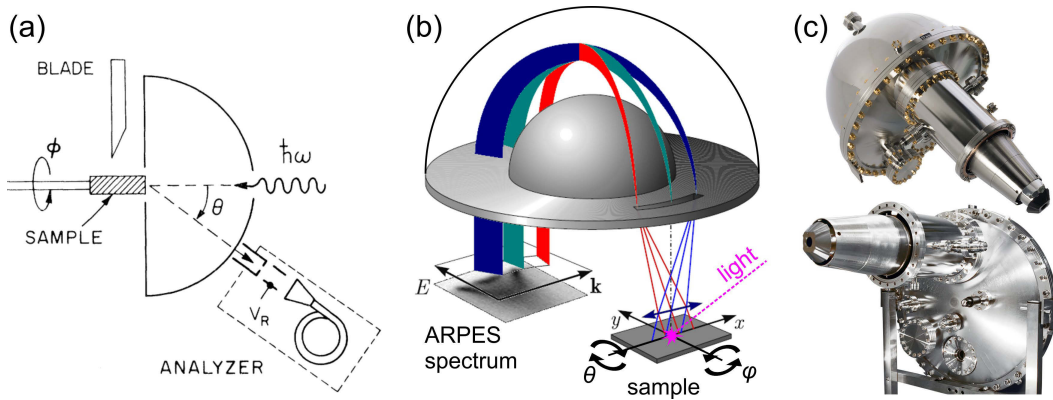 (a)
BLADE
ϕ
ħω
θ
SAMPLE
V_R
ANALYZER
(b)
light
E
k
y
x
ARPES
spectrum
θ
sample
φ
(c)